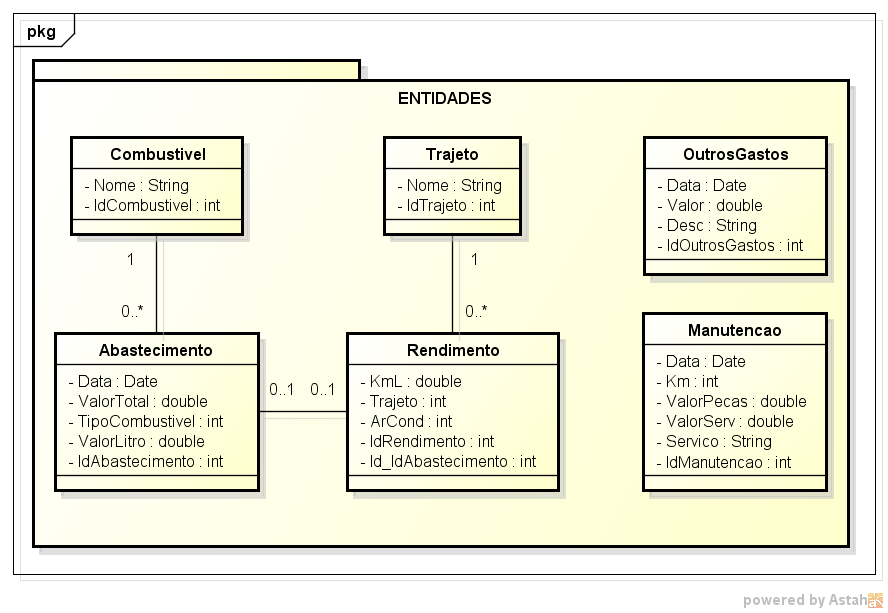 pkg
ENTIDADES
Combustivel
- Nome : String
- IdCombustivel : int
Trajeto
- Nome : String
- IdTrajeto : int
OutrosGastos
- Data : Date
- Valor : double
- Desc : String
- IdOutrosGastos : int
1
0..*
1
0..*
Abastecimento
- Data : Date
- ValorTotal : double
- TipoCombustivel : int
- ValorLitro : double
- IdAbastecimento : int
0..1 0..1
Rendimento
- KmL : double
- Trajeto : int
- ArCond : int
- IdRendimento : int
- Id_IdAbastecimento : int
Manutencao
- Data : Date
- Km : int
- ValorPecas : double
- ValorServ : double
- Servico : String
- IdManutencao : int
powered by Astah